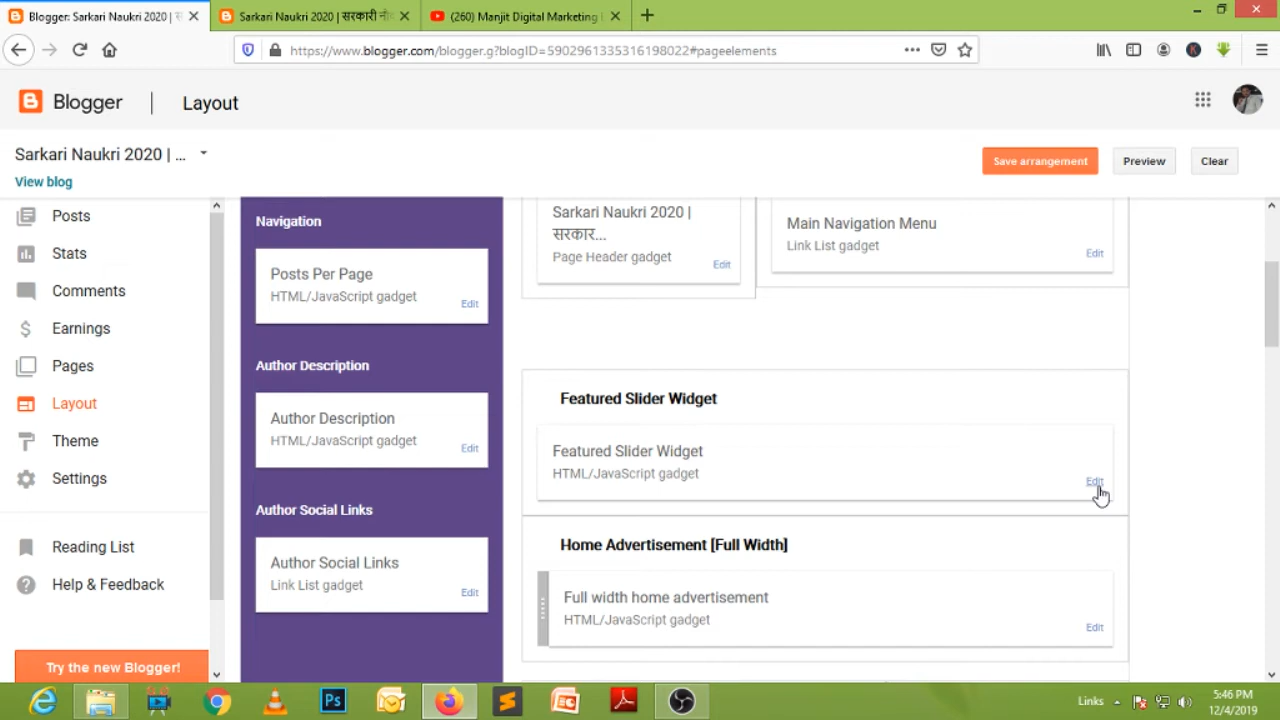 Blogger: Sarkari Naukri 2020 | स
Sarkari Naukri 2020 | सरकारी नौ
(260) Manjit Digital Marketing
https://www.blogger.com/blogger.g?blogID=5902961335316198022#pageelements
Blogger | Layout
Sarkari Naukri 2020 | ...
View blog
Save arrangement
Preview
Clear
Posts
Stats
Comments
Earnings
Pages
Layout
Theme
Settings
Reading List
Help & Feedback
Try the new Blogger!
Navigation
Posts Per Page
HTML/JavaScript gadget
Edit
Author Description
Author Description
HTML/JavaScript gadget
Edit
Author Social Links
Author Social Links
Link List gadget
Edit
Sarkari Naukri 2020 |
सरकार...
Page Header gadget
Edit
Main Navigation Menu
Link List gadget
Edit
Featured Slider Widget
Featured Slider Widget
HTML/JavaScript gadget
Edit
Home Advertisement [Full Width]
Full width home advertisement
HTML/JavaScript gadget
Edit
Links
5:46 PM
12/4/2019